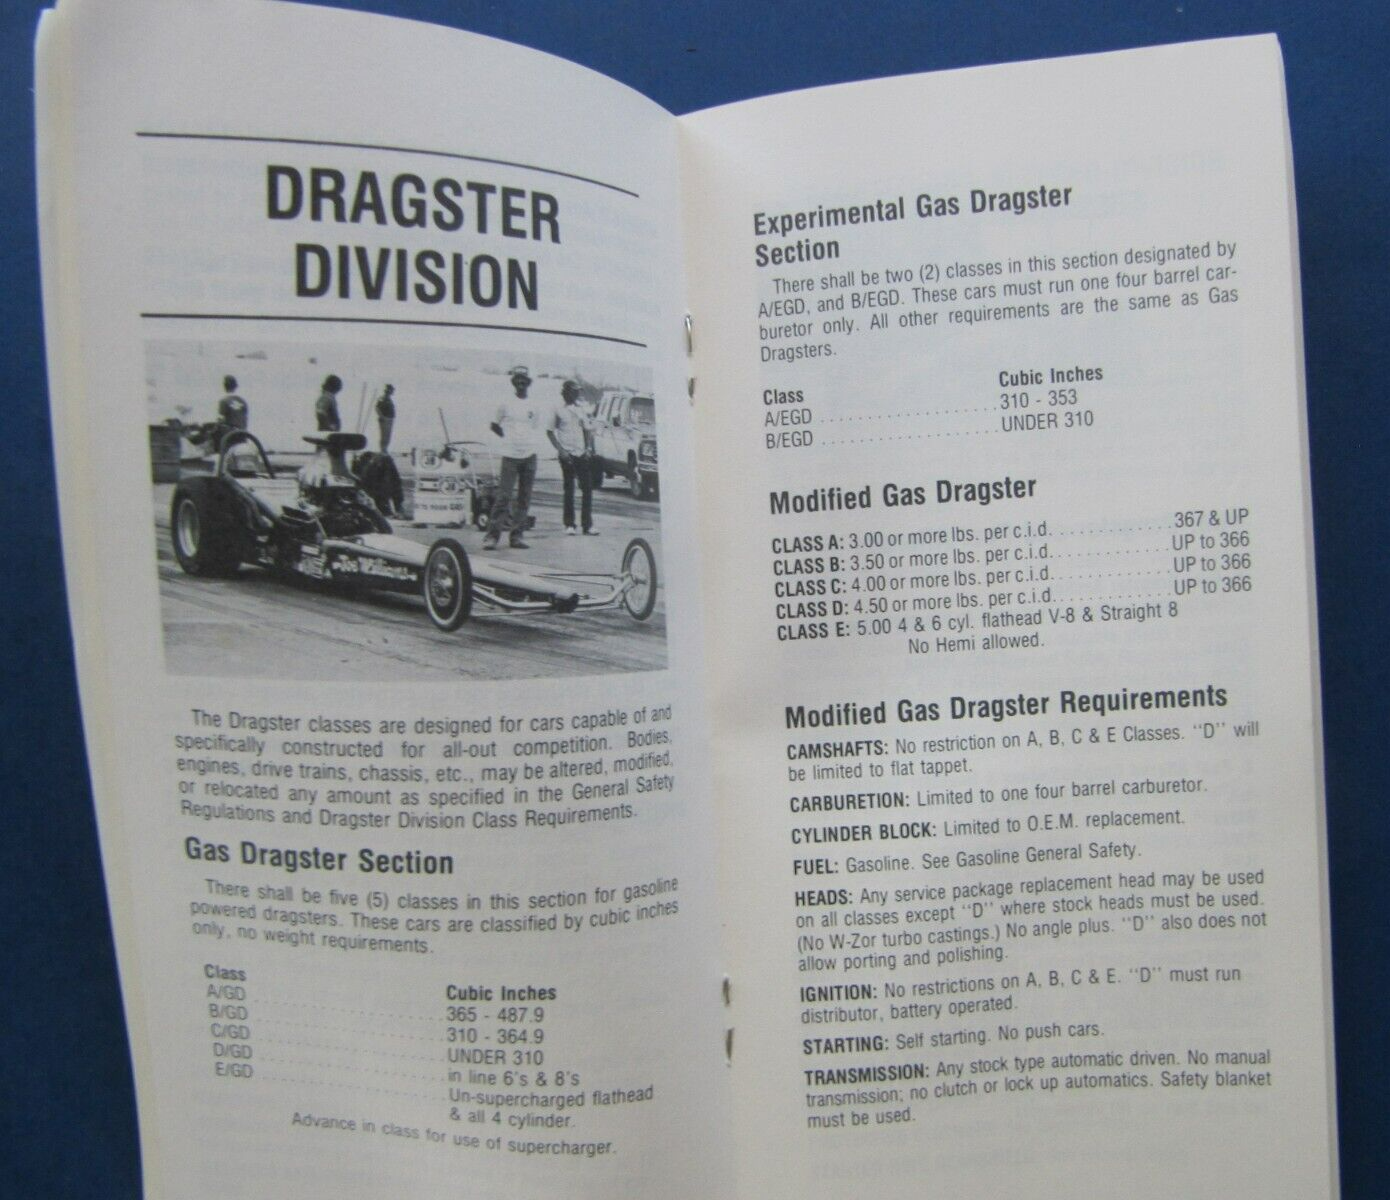 DRAGSTER
DIVISION
The Dragster classes are designed for cars capable of and
specifically constructed for all-out competition. Bodies,
engines, drive trains, chassis, etc., may be altered, modified,
or relocated any amount as specified in the General Safety
Regulations and Dragster Division Class Requirements.
Gas Dragster Section
There shall be five (5) classes in this section for gasoline
powered dragsters. These cars are classified by cubic inches
only, no weight requirements.
Class Cubic Inches
A/GD 365 - 487.9
B/GD 310 - 364.9
C/GD UNDER 310
D/GD in line 6's & 8's
E/GD Un-supercharged flathead
& all 4 cylinder.
Advance in class for use of supercharger.
Experimental Gas Dragster
Section
There shall be two (2) classes in this section designated by
A/EGD, and B/EGD. These cars must run one four barrel car-
buretor only. All other requirements are the same as Gas
Dragsters.
Class Cubic Inches
A/EGD 310 - 353
B/EGD UNDER 310
Modified Gas Dragster
CLASS A: 3.00 or more lbs. per c.i.d. 367 & UP
CLASS B: 3.50 or more lbs. per c.i.d. UP to 366
CLASS C: 4.00 or more lbs. per c.i.d. UP to 366
CLASS D: 4.50 or more lbs. per c.i.d. UP to 366
CLASS E: 5.00 4 & 6 cyl. flathead V-8 & Straight 8
No Hemi allowed.
Modified Gas Dragster Requirements
CAMSHAFTS: No restriction on A, B, C & E Classes. "D" will
be limited to flat tappet.
CARBURETION: Limited to one four barrel carburetor.
CYLINDER BLOCK: Limited to O.E.M. replacement.
FUEL: Gasoline. See Gasoline General Safety.
HEADS: Any service package replacement head may be used
on all classes except "D" where stock heads must be used.
(No W-Zor turbo castings.) No angle plus. "D" also does not
allow porting and polishing.
IGNITION: No restrictions on A, B, C & E. "D" must run
distributor, battery operated.
STARTING: Self starting. No push cars.
TRANSMISSION: Any stock type automatic driven. No manual
transmission; no clutch or lock up automatics. Safety blanket
must be used.